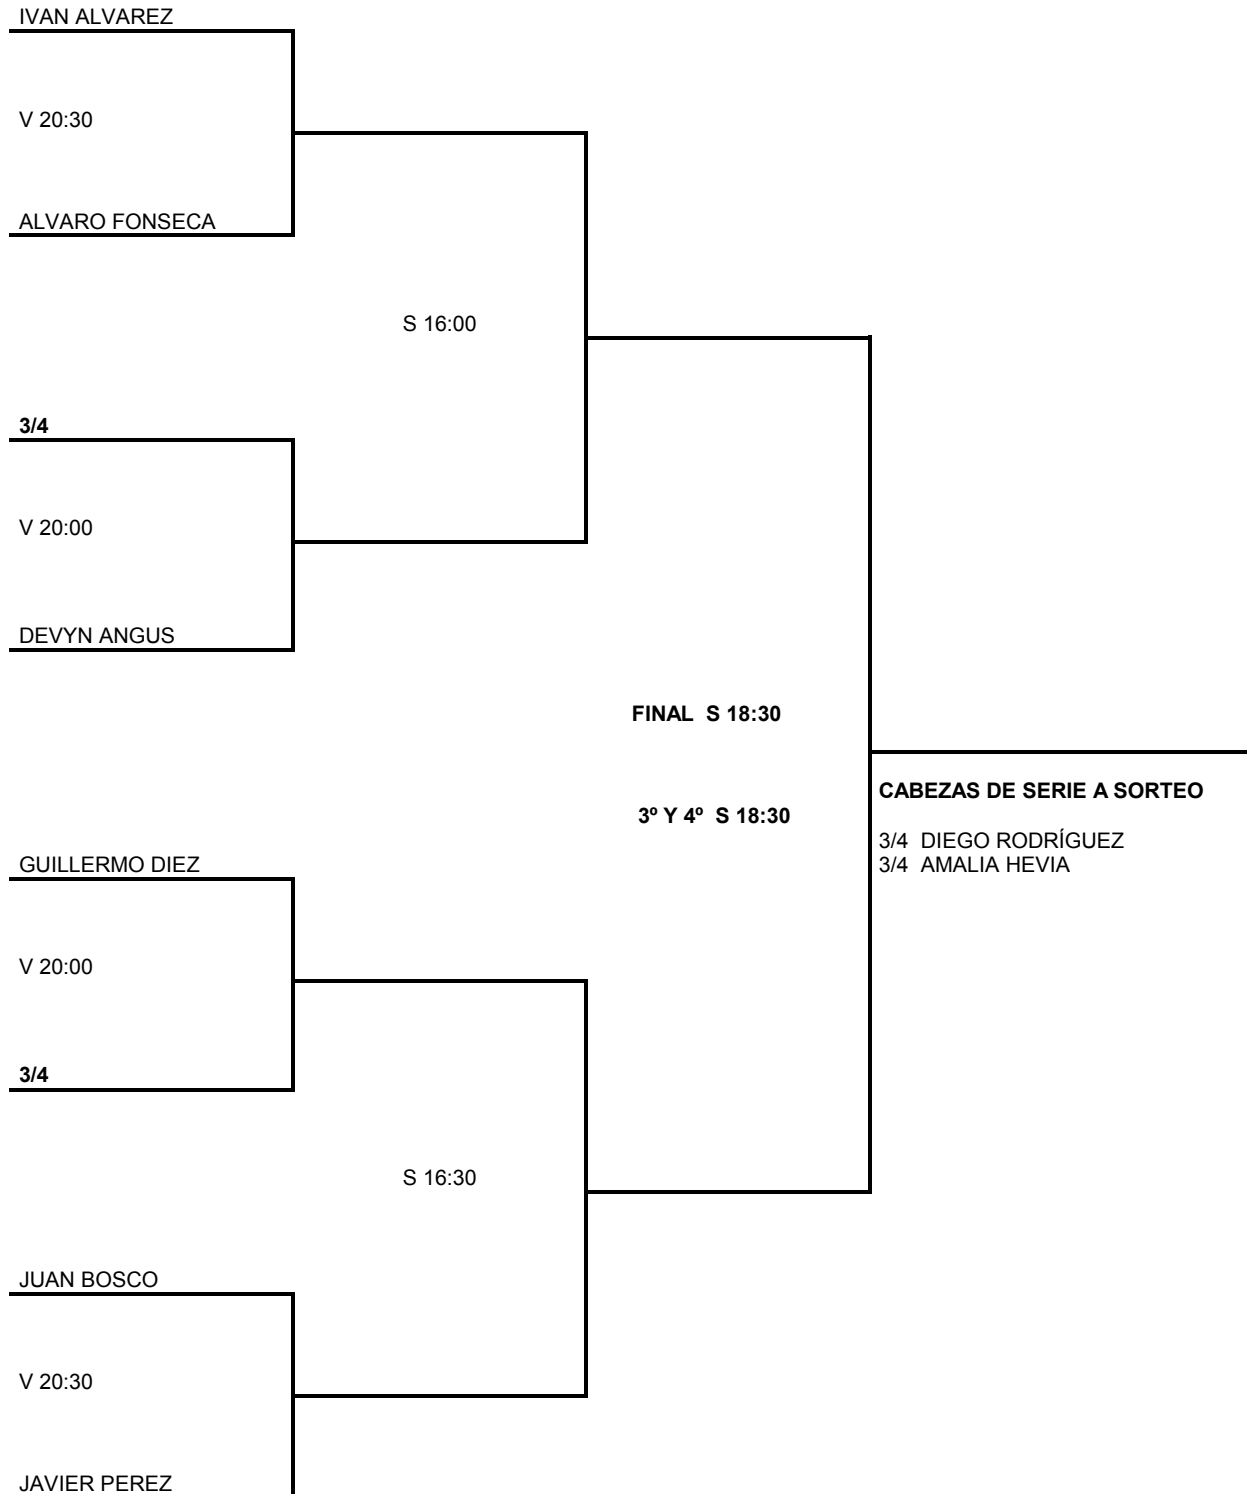 IVAN ALVAREZ
V 20:30
ALVARO FONSECA
S 16:00
3/4
V 20:00
DEVYN ANGUS
FINAL  S 18:30
CABEZAS DE SERIE A SORTEO
3º Y 4º  S 18:30
3/4  DIEGO RODRÍGUEZ
3/4  AMALIA HEVIA
GUILLERMO DIEZ
V 20:00
3/4
S 16:30
JUAN BOSCO
V 20:30
JAVIER PEREZ